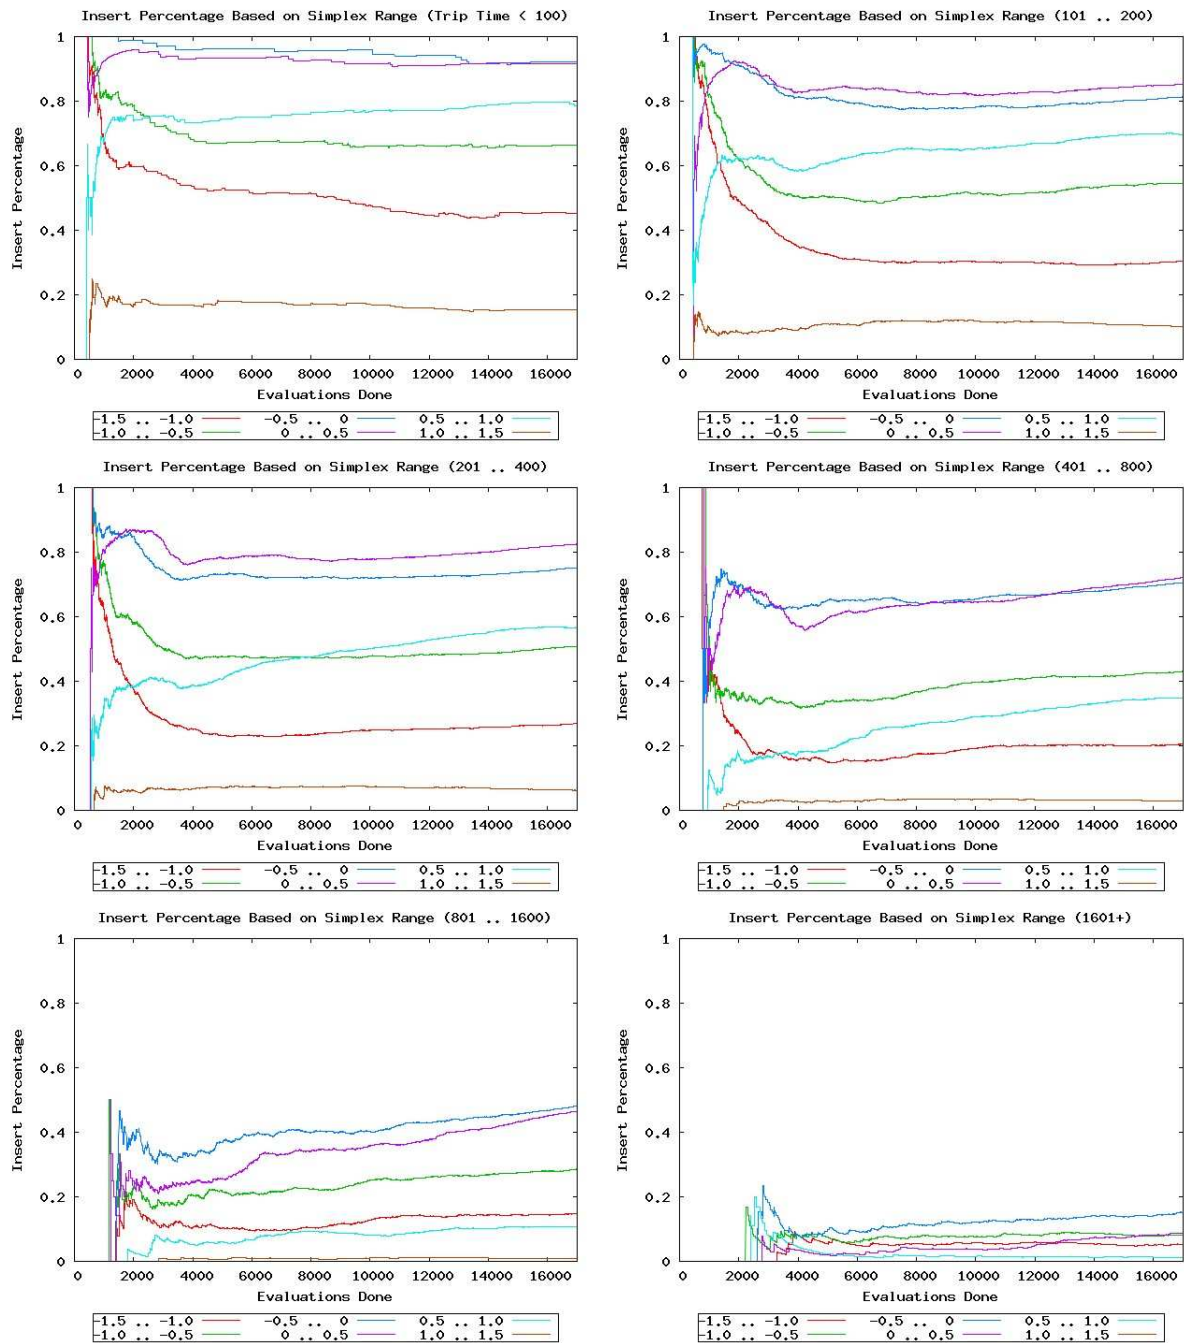 Insert Percentage Based on Simplex Range (Trip Time < 100)
1
0.8
0.6
0.4
0.2
0
Insert Percentage
0 2000 4000 6000 8000 10000 12000 14000 16000
Evaluations Done
-1.5 .. -1.0 -0.5 .. 0 0.5 .. 1.0
-1.0 .. -0.5 0 .. 0.5 1.0 .. 1.5
Insert Percentage Based on Simplex Range (101 .. 200)
1
0.8
0.6
0.4
0.2
0
Insert Percentage
0 2000 4000 6000 8000 10000 12000 14000 16000
Evaluations Done
-1.5 .. -1.0 -0.5 .. 0 0.5 .. 1.0
-1.0 .. -0.5 0 .. 0.5 1.0 .. 1.5
Insert Percentage Based on Simplex Range (201 .. 400)
1
0.8
0.6
0.4
0.2
0
Insert Percentage
0 2000 4000 6000 8000 10000 12000 14000 16000
Evaluations Done
-1.5 .. -1.0 -0.5 .. 0 0.5 .. 1.0
-1.0 .. -0.5 0 .. 0.5 1.0 .. 1.5
Insert Percentage Based on Simplex Range (401 .. 800)
1
0.8
0.6
0.4
0.2
0
Insert Percentage
0 2000 4000 6000 8000 10000 12000 14000 16000
Evaluations Done
-1.5 .. -1.0 -0.5 .. 0 0.5 .. 1.0
-1.0 .. -0.5 0 .. 0.5 1.0 .. 1.5
Insert Percentage Based on Simplex Range (801 .. 1600)
1
0.8
0.6
0.4
0.2
0
Insert Percentage
0 2000 4000 6000 8000 10000 12000 14000 16000
Evaluations Done
-1.5 .. -1.0 -0.5 .. 0 0.5 .. 1.0
-1.0 .. -0.5 0 .. 0.5 1.0 .. 1.5
Insert Percentage Based on Simplex Range (1601+)
1
0.8
0.6
0.4
0.2
0
Insert Percentage
0 2000 4000 6000 8000 10000 12000 14000 16000
Evaluations Done
-1.5 .. -1.0 -0.5 .. 0 0.5 .. 1.0
-1.0 .. -0.5 0 .. 0.5 1.0 .. 1.5